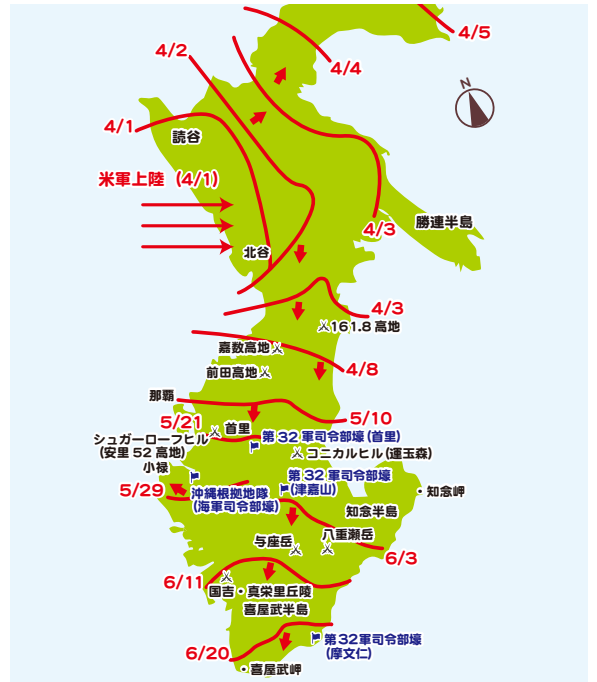 4/5
4/2
4/4
N
4/1
読谷
米軍上陸（4/1）
勝連半島
4/3
北谷
4/3
161.8高地
嘉数高地
4/8
前田高地
那覇
5/21
首里
5/10
シュガーローフヒル
（安里52高地）
第32軍司令部壕（首里）
コニカルヒル（運玉森）
小禄
5/29
沖縄根拠地隊
（海軍司令部壕）
第32軍司令部壕
（津嘉山）
・知念岬
知念半島
与座岳
八重瀬岳
6/3
6/11
国吉・真栄里丘陵
喜屋武半島
6/20
第32軍司令部壕
（摩文仁）
・喜屋武岬